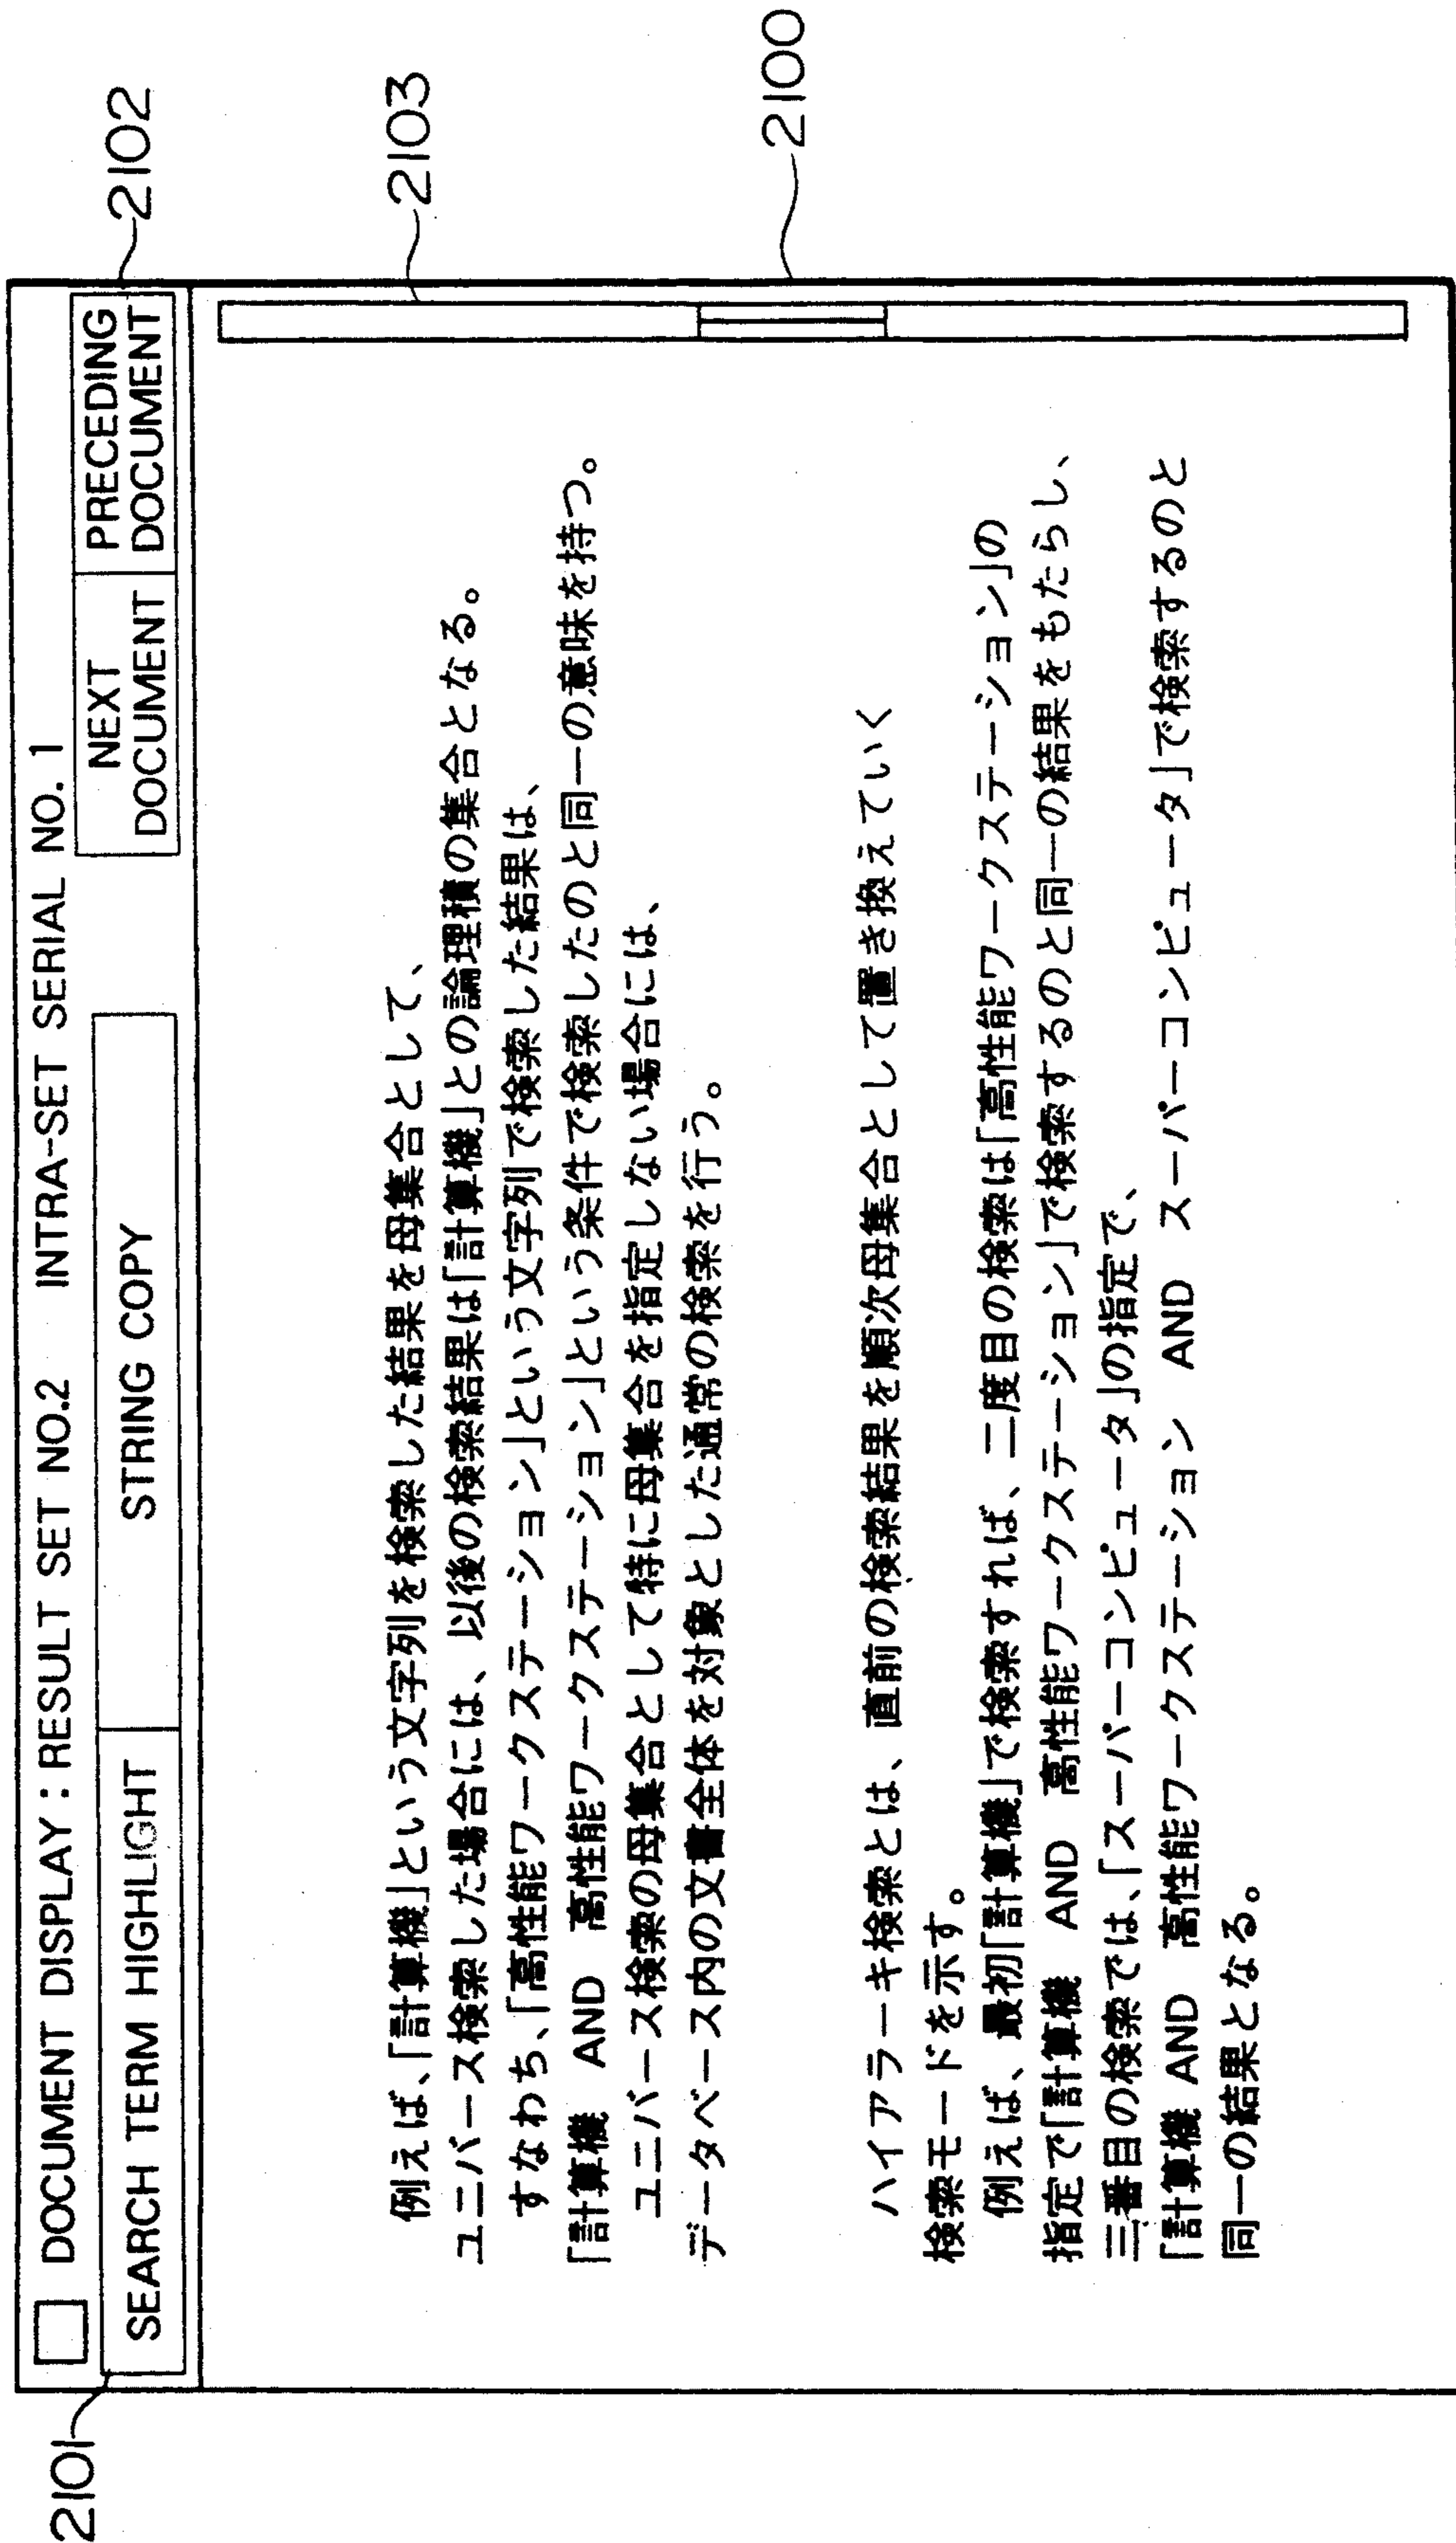 DOCUMENT DISPLAY : RESULT SET NO.2 INTRA-SET SERIAL NO. 1
SEARCH TERM HIGHLIGHT
STRING COPY
NEXT
DOCUMENT
PRECEDING
DOCUMENT
2101
2102
2103
2100
例えば、「計算機」という文字列を検索した結果を母集合として、
ユニバース検索した場合には、以後の検索結果は「計算機」との論理積の集合となる。
すなわち、「高性能ワークステーション」という文字列で検索した結果は、
「計算機 AND 高性能ワークステーション」という条件で検索したのと同一の意味を持つ。
ユニバース検索の母集合として特に母集合を指定しない場合には、
データベース内の文書全体を対象とした通常の検索を行う。
ハイアラーキ検索とは、直前の検索結果を順次母集合として置き換えていく
検索モードを示す。
例えば、最初「計算機」で検索すれば、二度目の検索は「高性能ワークステーション」の
指定で「計算機 AND 高性能ワークステーション」で検索するのと同一の結果をもたらし、
三番目の検索では、「スーパーコンピュータ」の指定で、
「計算機 AND 高性能ワークステーション AND スーパーコンピュータ」で検索するのと
同一の結果となる。